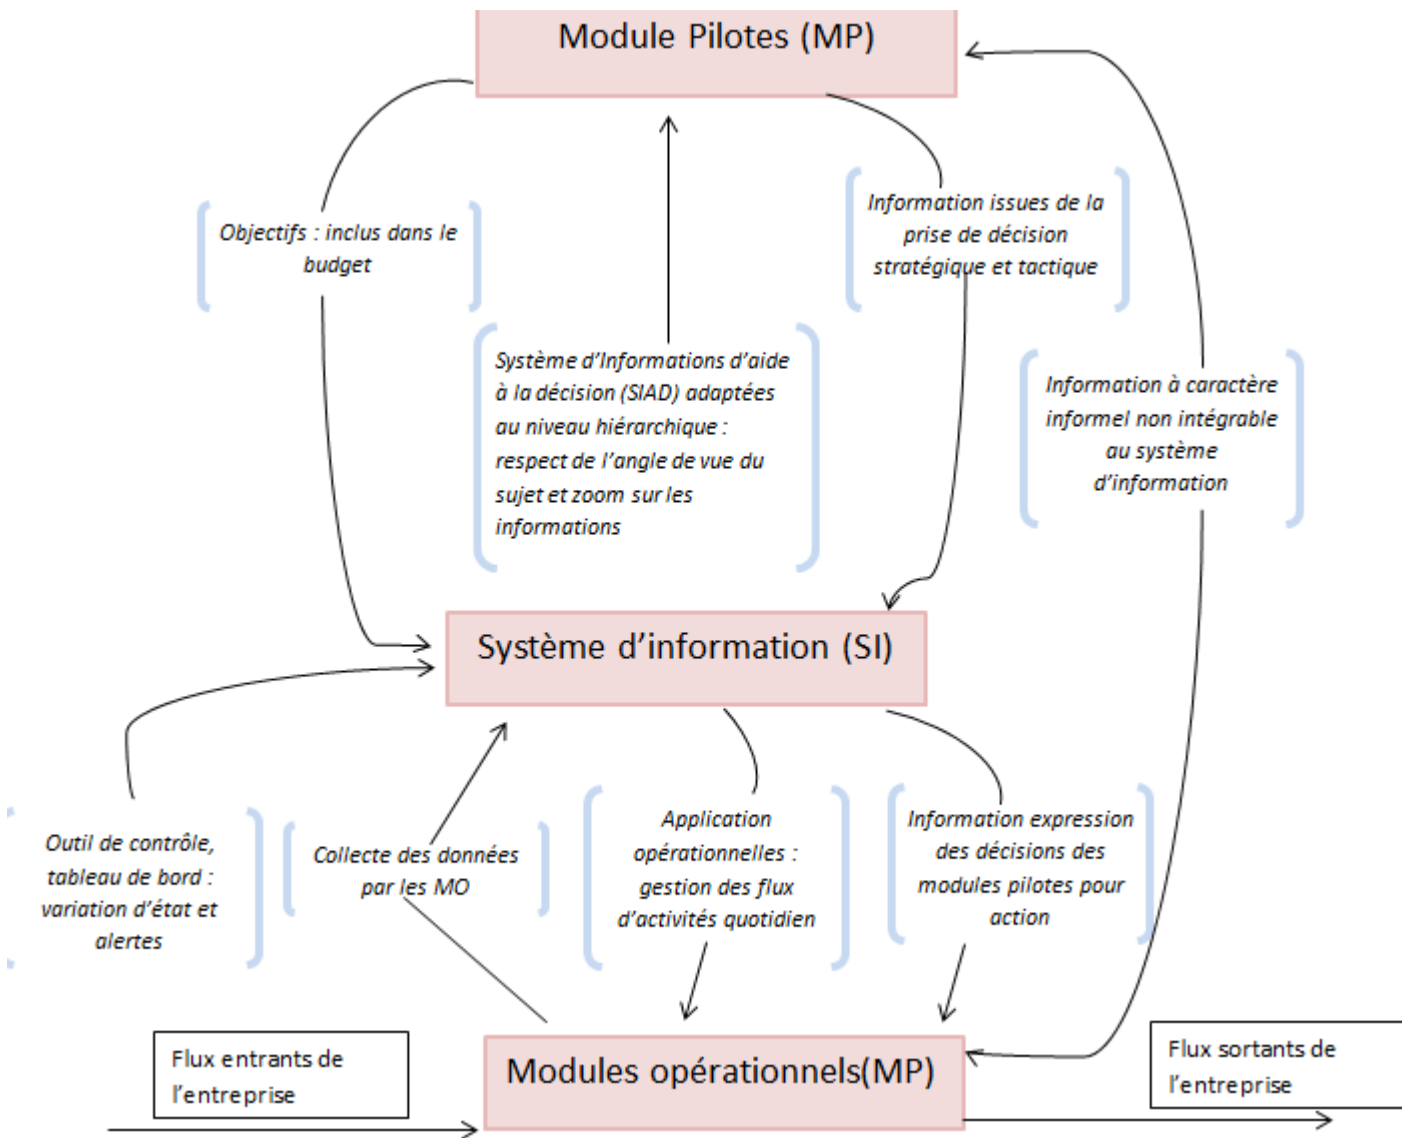 Module Pilotes (MP)
Objectifs : inclus dans le
budget
Information issues de la
prise de décision
stratégique et tactique
Système d’Informations d’aide
à la décision (SIAD) adaptées
au niveau hiérarchique :
respect de l’angle de vue du
sujet et zoom sur les
informations
Information à caractère
informel non intégrable
au système
d’information
Système d’information (SI)
Outil de contrôle,
tableau de bord :
variation d’état et
alertes
Collecte des données
par les MO
Application
opérationnelles :
gestion des flux
d’activités quotidien
Information expression
des décisions des
modules pilotes pour
action
Flux entrants de
l’entreprise
Modules opérationnels(MP)
Flux sortants de
l’entreprise